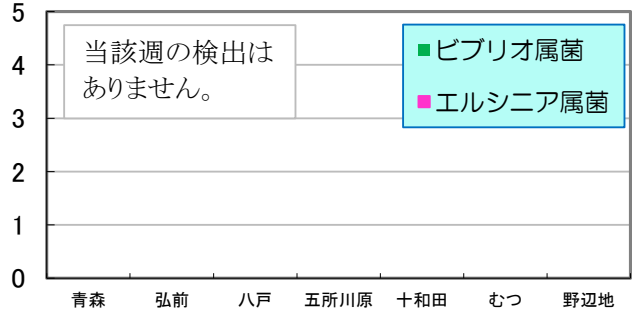 5
4
3
2
1
0
当該週の検出は
ありません。
ビブリオ属菌
エルシニア属菌
青森 弘前 八戸 五所川原 十和田 むつ 野辺地